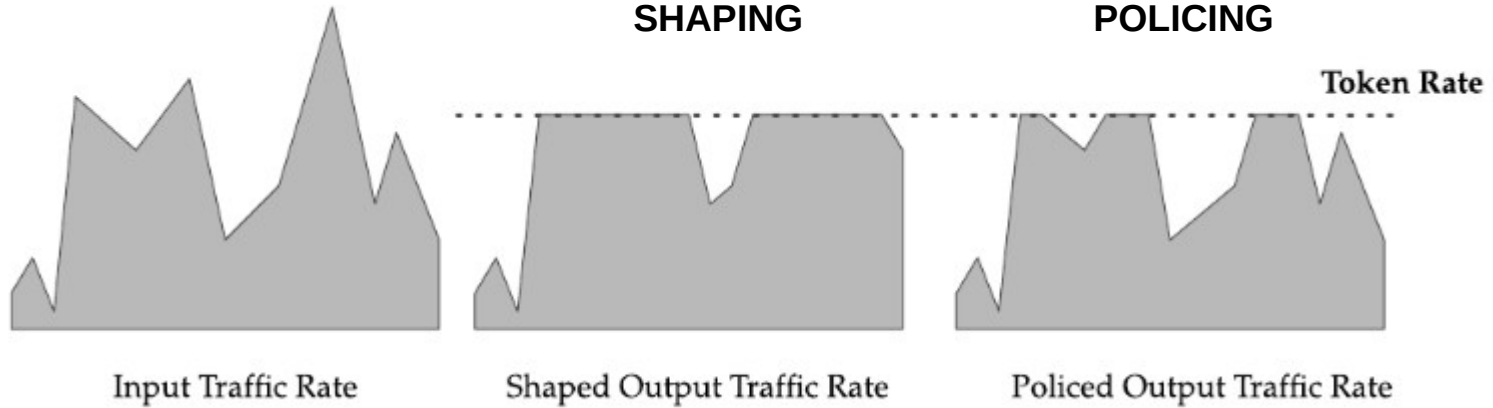 SHAPING
POLICING
Token Rate
Input Traffic Rate
Shaped Output Traffic Rate
Policed Output Traffic Rate